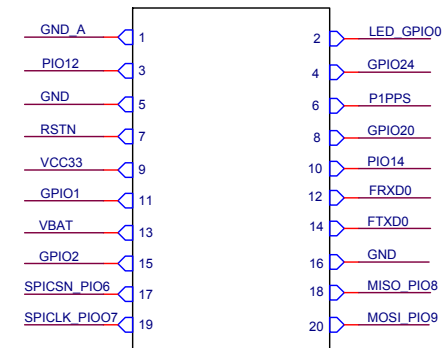 GND_A 1 2 LED_GPIO0
PIO12 3 4 GPIO24
GND 5 6 P1PPS
RSTN 7 8 GPIO20
VCC33 9 10 PIO14
GPIO1 11 12 FRXD0
VBAT 13 14 FTXD0
GPIO2 15 16 GND
SPICSN_PIO6 17 18 MISO_PIO8
SPICLK_PIOO7 19 20 MOSI_PIO9